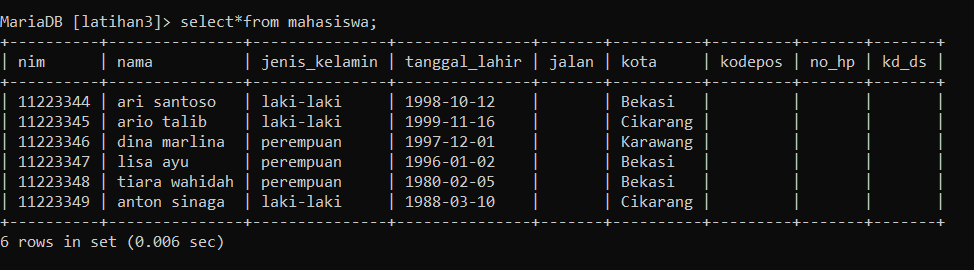 MariaDB [latihan3]> select*from mahasiswa;
+----------+---------------+---------------+---------------+-------+----------+---------+-------+-------+
| nim      | nama          | jenis_kelamin | tanggal_lahir | jalan | kota     | kodepos | no_hp | kd_ds |
+----------+---------------+---------------+---------------+-------+----------+---------+-------+-------+
| 11223344 | ari santoso   | laki-laki     | 1998-10-12    |       | Bekasi   |         |       |       |
| 11223345 | ario talib    | laki-laki     | 1999-11-16    |       | Cikarang |         |       |       |
| 11223346 | dina marlina  | perempuan     | 1997-12-01    |       | Karawang |         |       |       |
| 11223347 | lisa ayu      | perempuan     | 1996-01-02    |       | Bekasi   |         |       |       |
| 11223348 | tiara wahidah | perempuan     | 1980-02-05    |       | Bekasi   |         |       |       |
| 11223349 | anton sinaga  | laki-laki     | 1988-03-10    |       | Cikarang |         |       |       |
+----------+---------------+---------------+---------------+-------+----------+---------+-------+-------+
6 rows in set (0.006 sec)